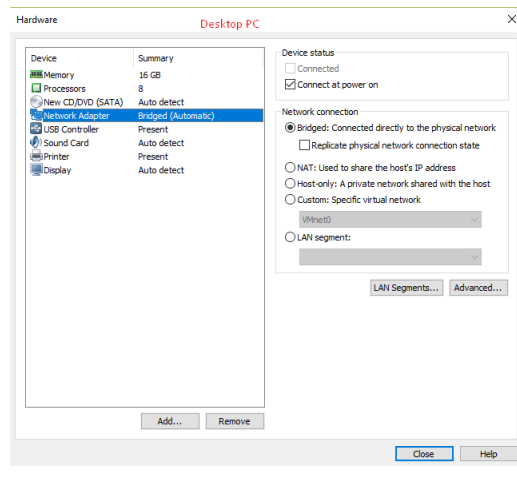 Hardware
Desktop PC
Device Summary
Memory 16 GB
Processors 8
New CD/DVD (SATA) Auto detect
Network Adapter Bridged (Automatic)
USB Controller Present
Sound Card Auto detect
Printer Present
Display Auto detect
Add... Remove
Device status
Connected
Connect at power on
Network connection
Bridged: Connected directly to the physical network
Replicate physical network connection state
NAT: Used to share the host's IP address
Host-only: A private network shared with the host
Custom: Specific virtual network
VMnet0
LAN segment:
LAN Segments... Advanced...
Close Help